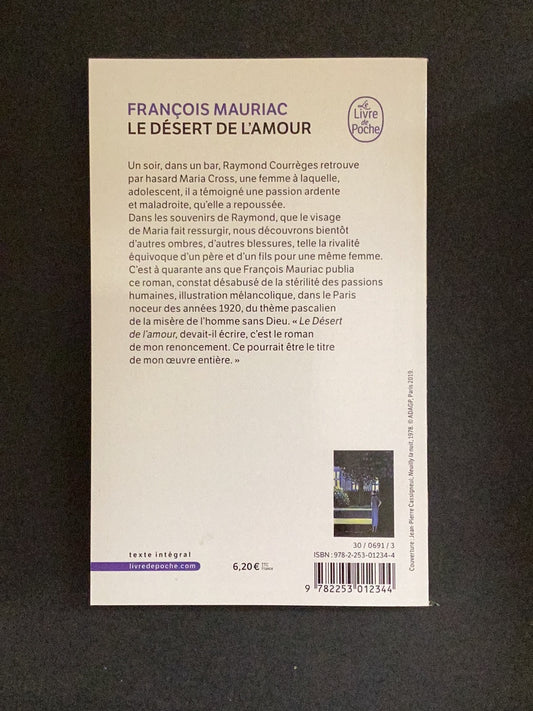 FRANÇOIS MAURIAC
LE DÉSERT DE L'AMOUR
Le
Livre
de
Poche
Un soir, dans un bar, Raymond Courrèges retrouve
par hasard Maria Cross, une femme à laquelle,
adolescent, il a témoigné une passion ardente
et maladroite, qu'elle a repoussée.
Dans les souvenirs de Raymond, que le visage
de Maria fait ressurgir, nous découvrons bientôt
d'autres ombres, d'autres blessures, telle la rivalité
équivoque d'un père et d'un fils pour une même femme.
C'est à quarante ans que François Mauriac publia
ce roman, constat désabusé de la stérilité des passions
humaines, illustration mélancolique, dans le Paris
noceur des années 1920, du thème pascalien
de la misère de l'homme sans Dieu. « Le Désert
de l'amour, devait-il écrire, c'est le roman
de mon renoncement. Ce pourrait être le titre
de mon œuvre entière. »
Couverture : Jean-Pierre Cassigneul, Neuilly la nuit, 1978. © ADAGP, Paris 2019.
30 / 0691 / 3
ISBN : 978-2-253-01234-4
texte intégral
livredepoche.com
6,20 € TTC
France
9 782253 012344